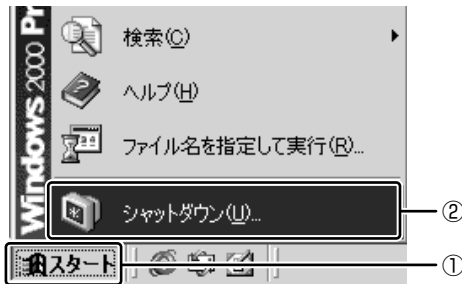 Windows 2000 Pr
検索(C)
ヘルプ(H)
ファイル名を指定して実行(R)...
シャットダウン(U)...
②
スタート
①